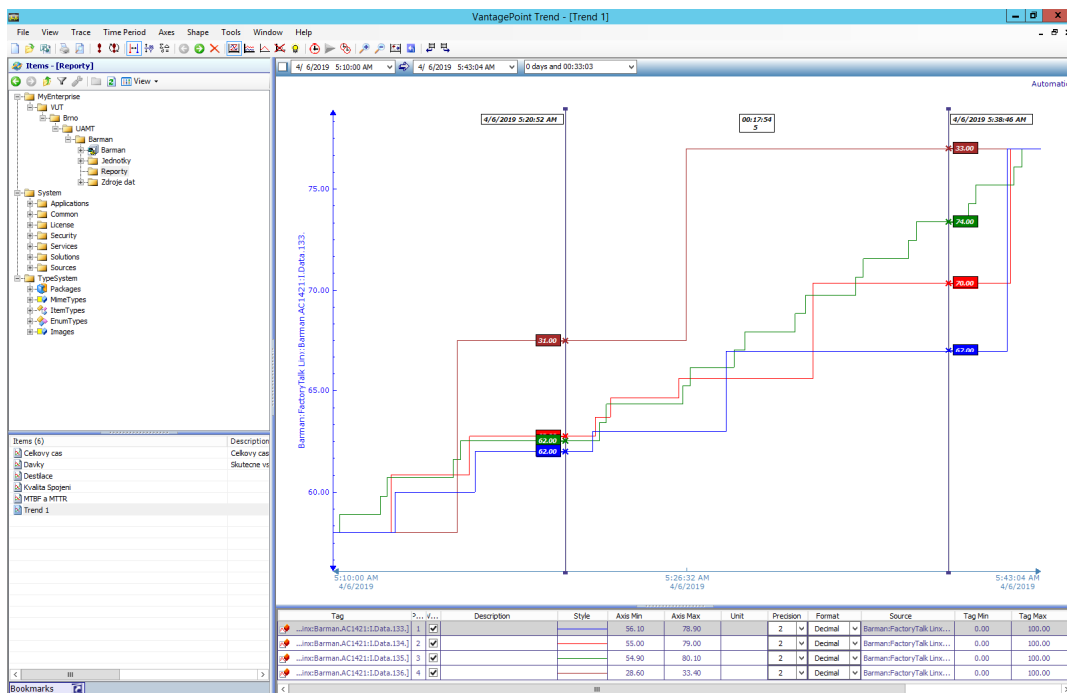 VantagePoint Trend - [Trend 1]
File View Trace Time Period Axes Shape Tools Window Help
Items - [Reporty]
View
MyEnterprise
VUT
Brno
UAMT
Barman
Barman
Jednotky
Reporty
Zdroje dat
System
Applications
Common
License
Security
Services
Solutions
Sources
TypeSystem
Packages
MimeTypes
ItemTypes
EnumTypes
Images
Items (6) Description
Celkovy cas Celkovy cas
Davky Skutecne vs
Destilace
Kvalita Spojeni
MTBF a MTTR
Trend 1
Bookmarks
4/ 6/2019 5:10:00 AM 4/ 6/2019 5:43:04 AM 0 days and 00:33:03
Automatic
4/6/2019 5:20:52 AM 00:17:54 4/6/2019 5:38:46 AM
5
Barman:FactoryTalk Linx:Barman.AC1421:I.Data.133.
75.00
70.00
65.00
60.00
33.00
74.00
70.00
31.00
62.00
62.00
5:10:00 AM 5:26:32 AM 5:43:04 AM
4/6/2019 4/6/2019 4/6/2019
Tag Description Style Axis Min Axis Max Unit Precision Format Source Tag Min Tag Max
...inx:Barman.AC1421:I.Data.133.] 1 56.10 78.90 2 Decimal Barman:FactoryTalk Linx... 0.00 100.00
...inx:Barman.AC1421:I.Data.134.] 2 55.00 79.00 2 Decimal Barman:FactoryTalk Linx... 0.00 100.00
...inx:Barman.AC1421:I.Data.135.] 3 54.90 80.10 2 Decimal Barman:FactoryTalk Linx... 0.00 100.00
...inx:Barman.AC1421:I.Data.136.] 4 28.60 33.40 2 Decimal Barman:FactoryTalk Linx... 0.00 100.00